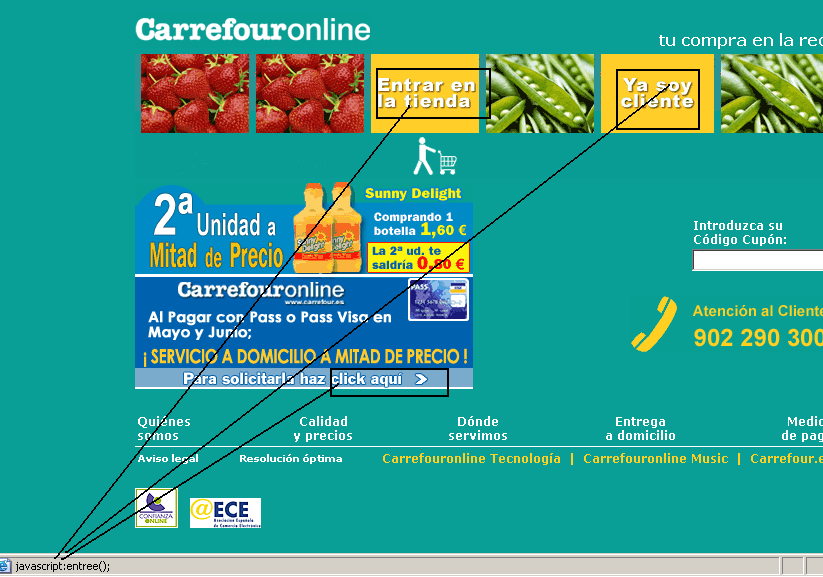 Carrefouronline
tu compra en la red
Entrar en
la tienda
Ya soy
cliente
2ª Unidad a
Mitad de Precio
Sunny Delight
Comprando 1
botella 1,60 €
La 2ª ud. te
saldría 0,80 €
Carrefouronline
www.carrefour.es
PASS
Al Pagar con Pass o Pass Visa en
Mayo y Junio;
¡SERVICIO A DOMICILIO A MITAD DE PRECIO!
Para solicitarla haz click aquí
Introduzca su
Código Cupón:
Atención al Cliente
902 290 300
Quiénes
somos
Calidad
y precios
Dónde
servimos
Entrega
a domicilio
Medio
de pag
Aviso legal
Resolución óptima
Carrefouronline Tecnología | Carrefouronline Music | Carrefour.e
CONFIANZA
ONLINE
@ECE
Asociación Española
de Comercio Electrónico
javascript:entree();